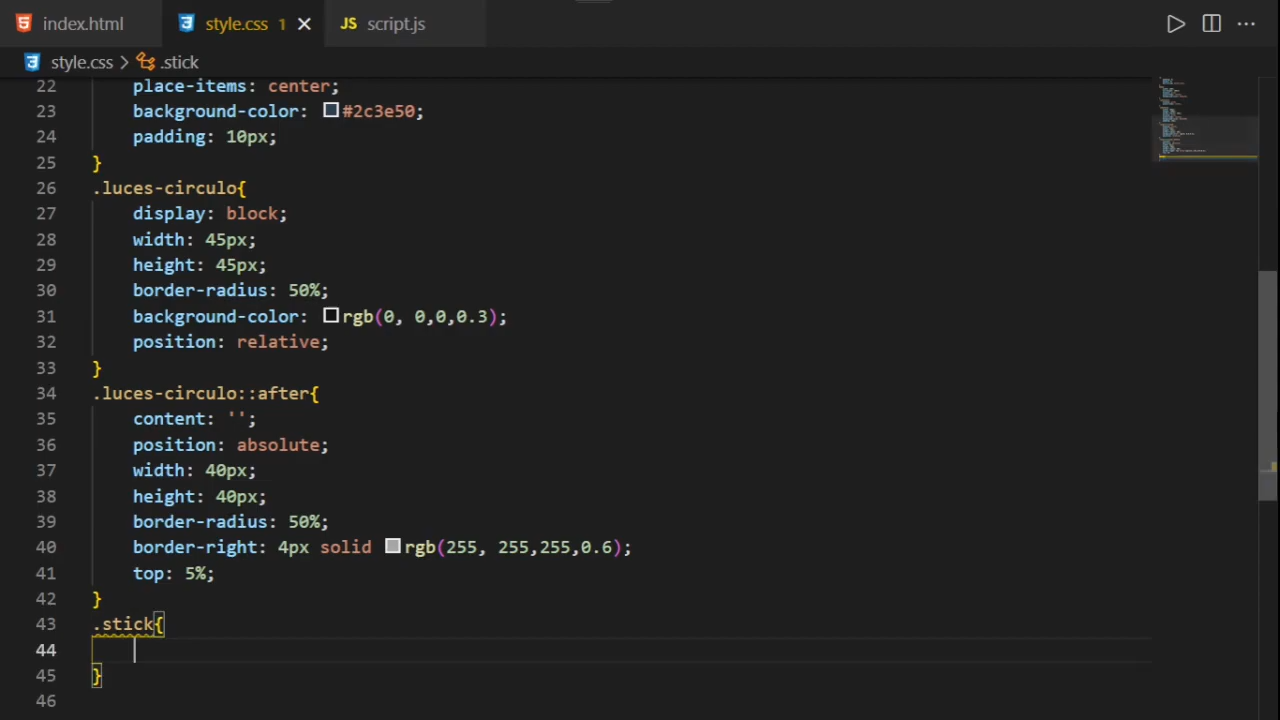 index.html
style.css 1
JS script.js
style.css > .stick
22 place-items: center;
23 background-color: #2c3e50;
24 padding: 10px;
25 }
26 .luces-circulo{
27 display: block;
28 width: 45px;
29 height: 45px;
30 border-radius: 50%;
31 background-color: rgb(0, 0,0,0.3);
32 position: relative;
33 }
34 .luces-circulo::after{
35 content: '';
36 position: absolute;
37 width: 40px;
38 height: 40px;
39 border-radius: 50%;
40 border-right: 4px solid rgb(255, 255,255,0.6);
41 top: 5%;
42 }
43 .stick{
44
45 }
46